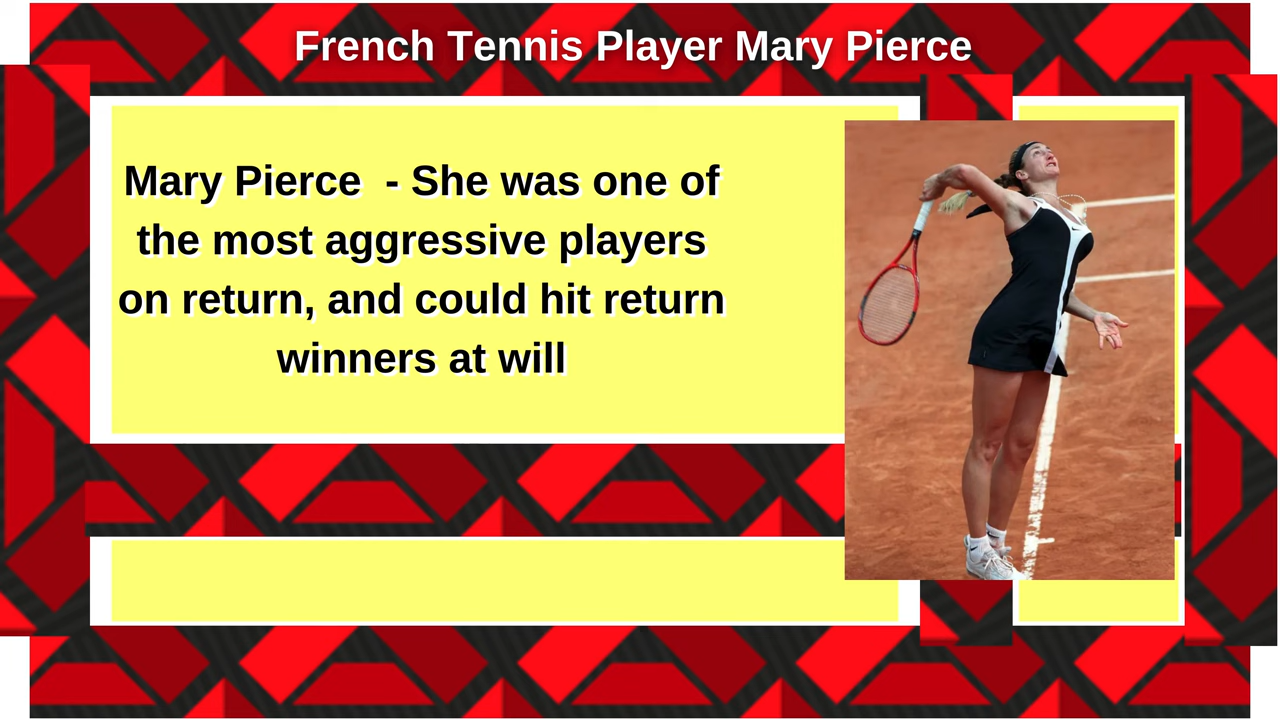 French Tennis Player Mary Pierce
Mary Pierce  - She was one of
the most aggressive players
on return, and could hit return
winners at will